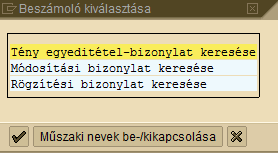 Beszámoló kiválasztása
Tény egyeditétel-bizonylat keresése
Módosítási bizonylat keresése
Rögzítési bizonylat keresése
Műszaki nevek be-/kikapcsolása